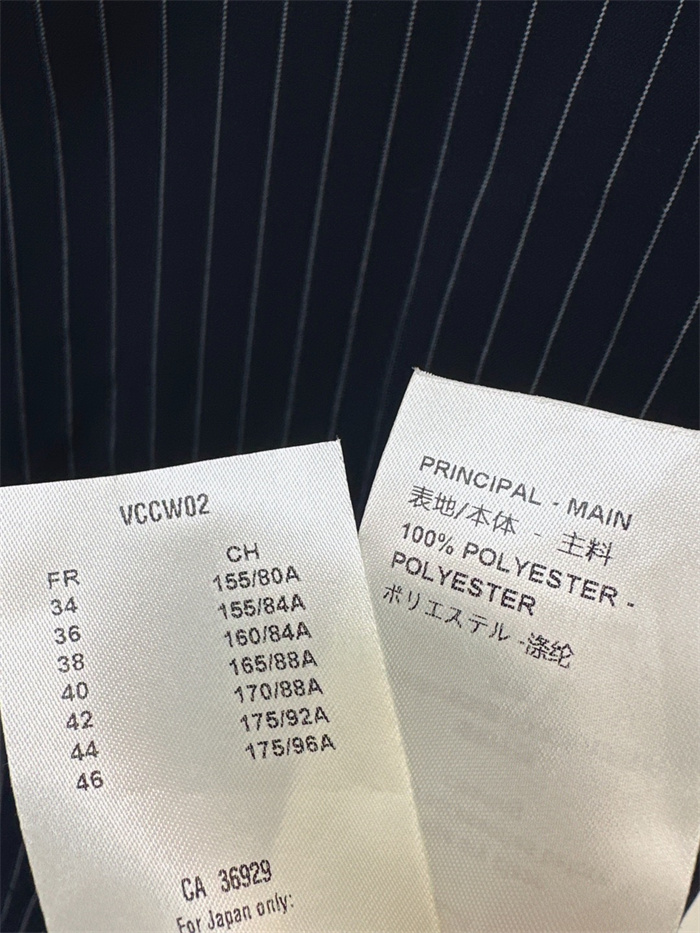 VCCW02
FR CH
34 155/80A
36 155/84A
38 160/84A
40 165/88A
42 170/88A
44 175/92A
46 175/96A
CA 36929
For Japan only:
PRINCIPAL - MAIN
表地/本体 - 主料
100% POLYESTER -
POLYESTER
ポリエステル -涤纶